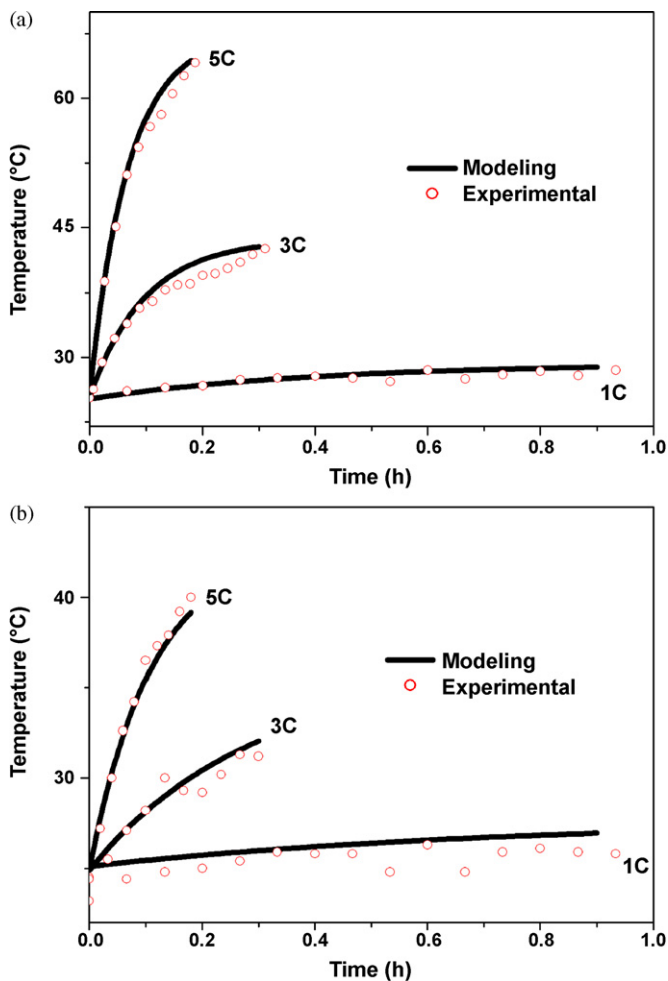 (a)
60
45
30
Temperature (°C)
5C
3C
1C
Modeling
Experimental
0.0 0.2 0.4 0.6 0.8 1.0
Time (h)
(b)
40
30
Temperature (°C)
5C
3C
1C
Modeling
Experimental
0.0 0.2 0.4 0.6 0.8 1.0
Time (h)